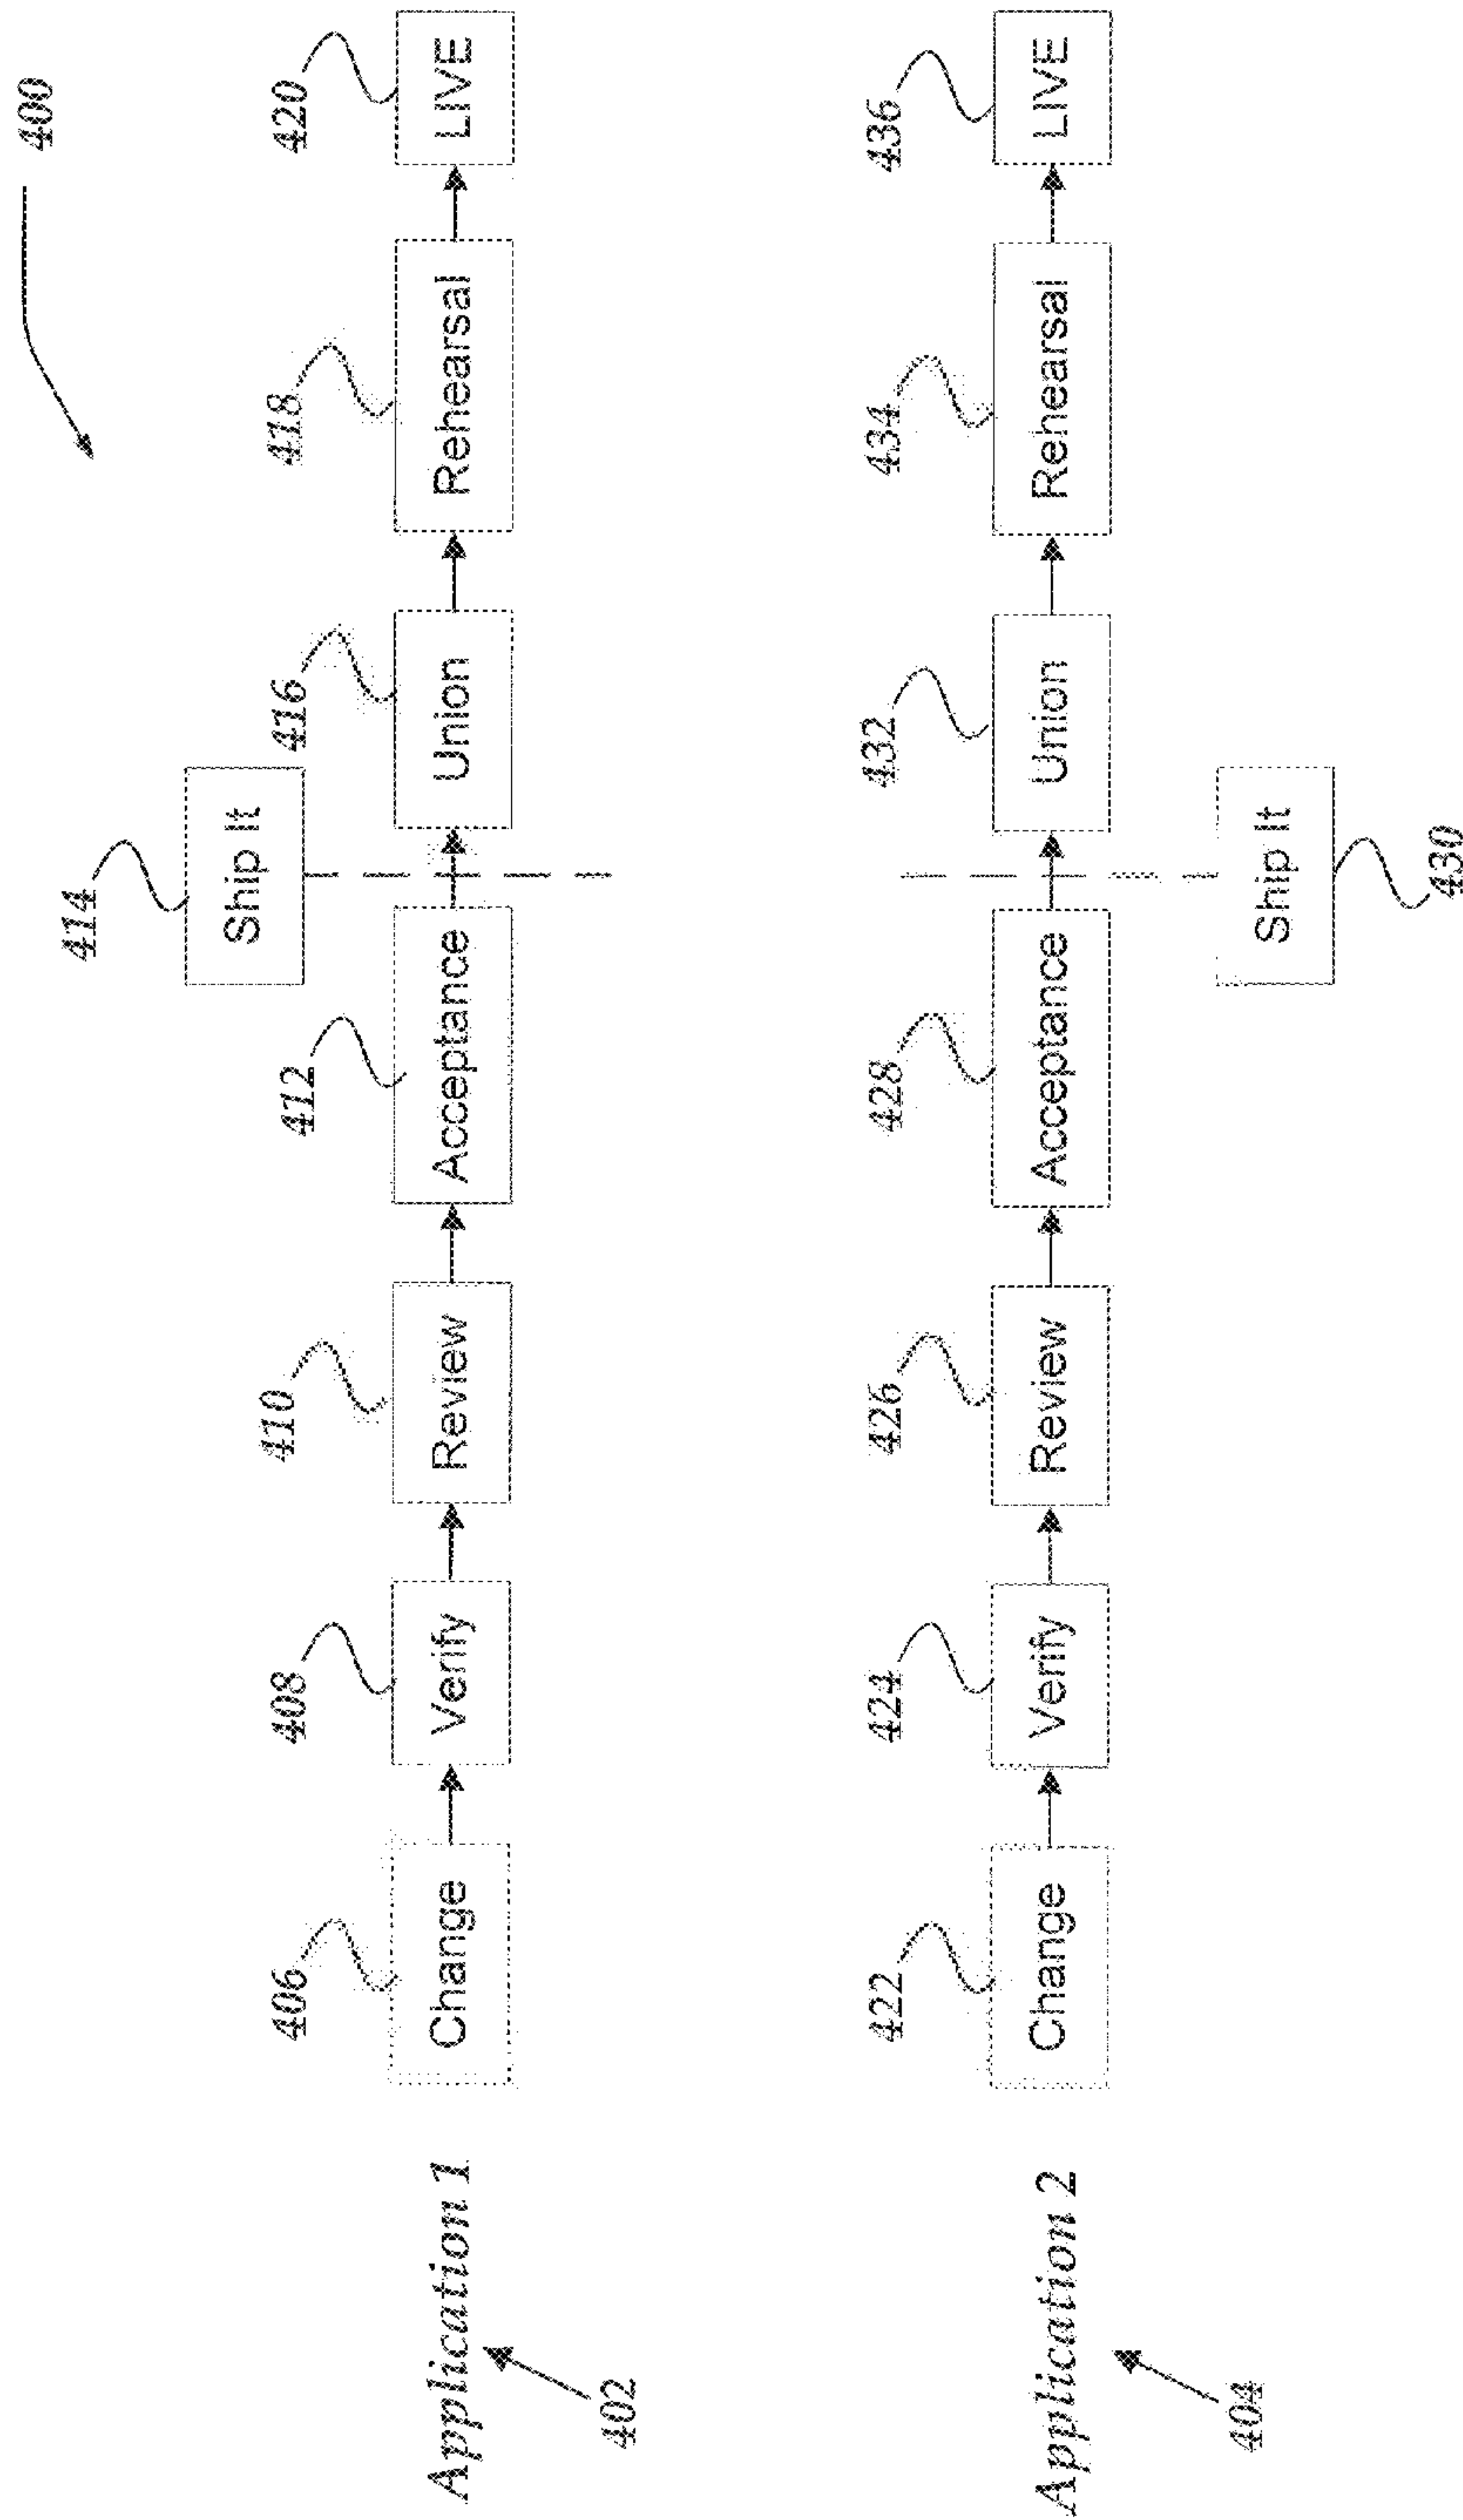 400
414
Ship It
406
408
410
412
416
418
420
Application 1
Change
Verify
Review
Acceptance
Union
Rehearsal
LIVE
402
422
424
426
428
432
434
436
Application 2
Change
Verify
Review
Acceptance
Union
Rehearsal
LIVE
404
Ship It
430